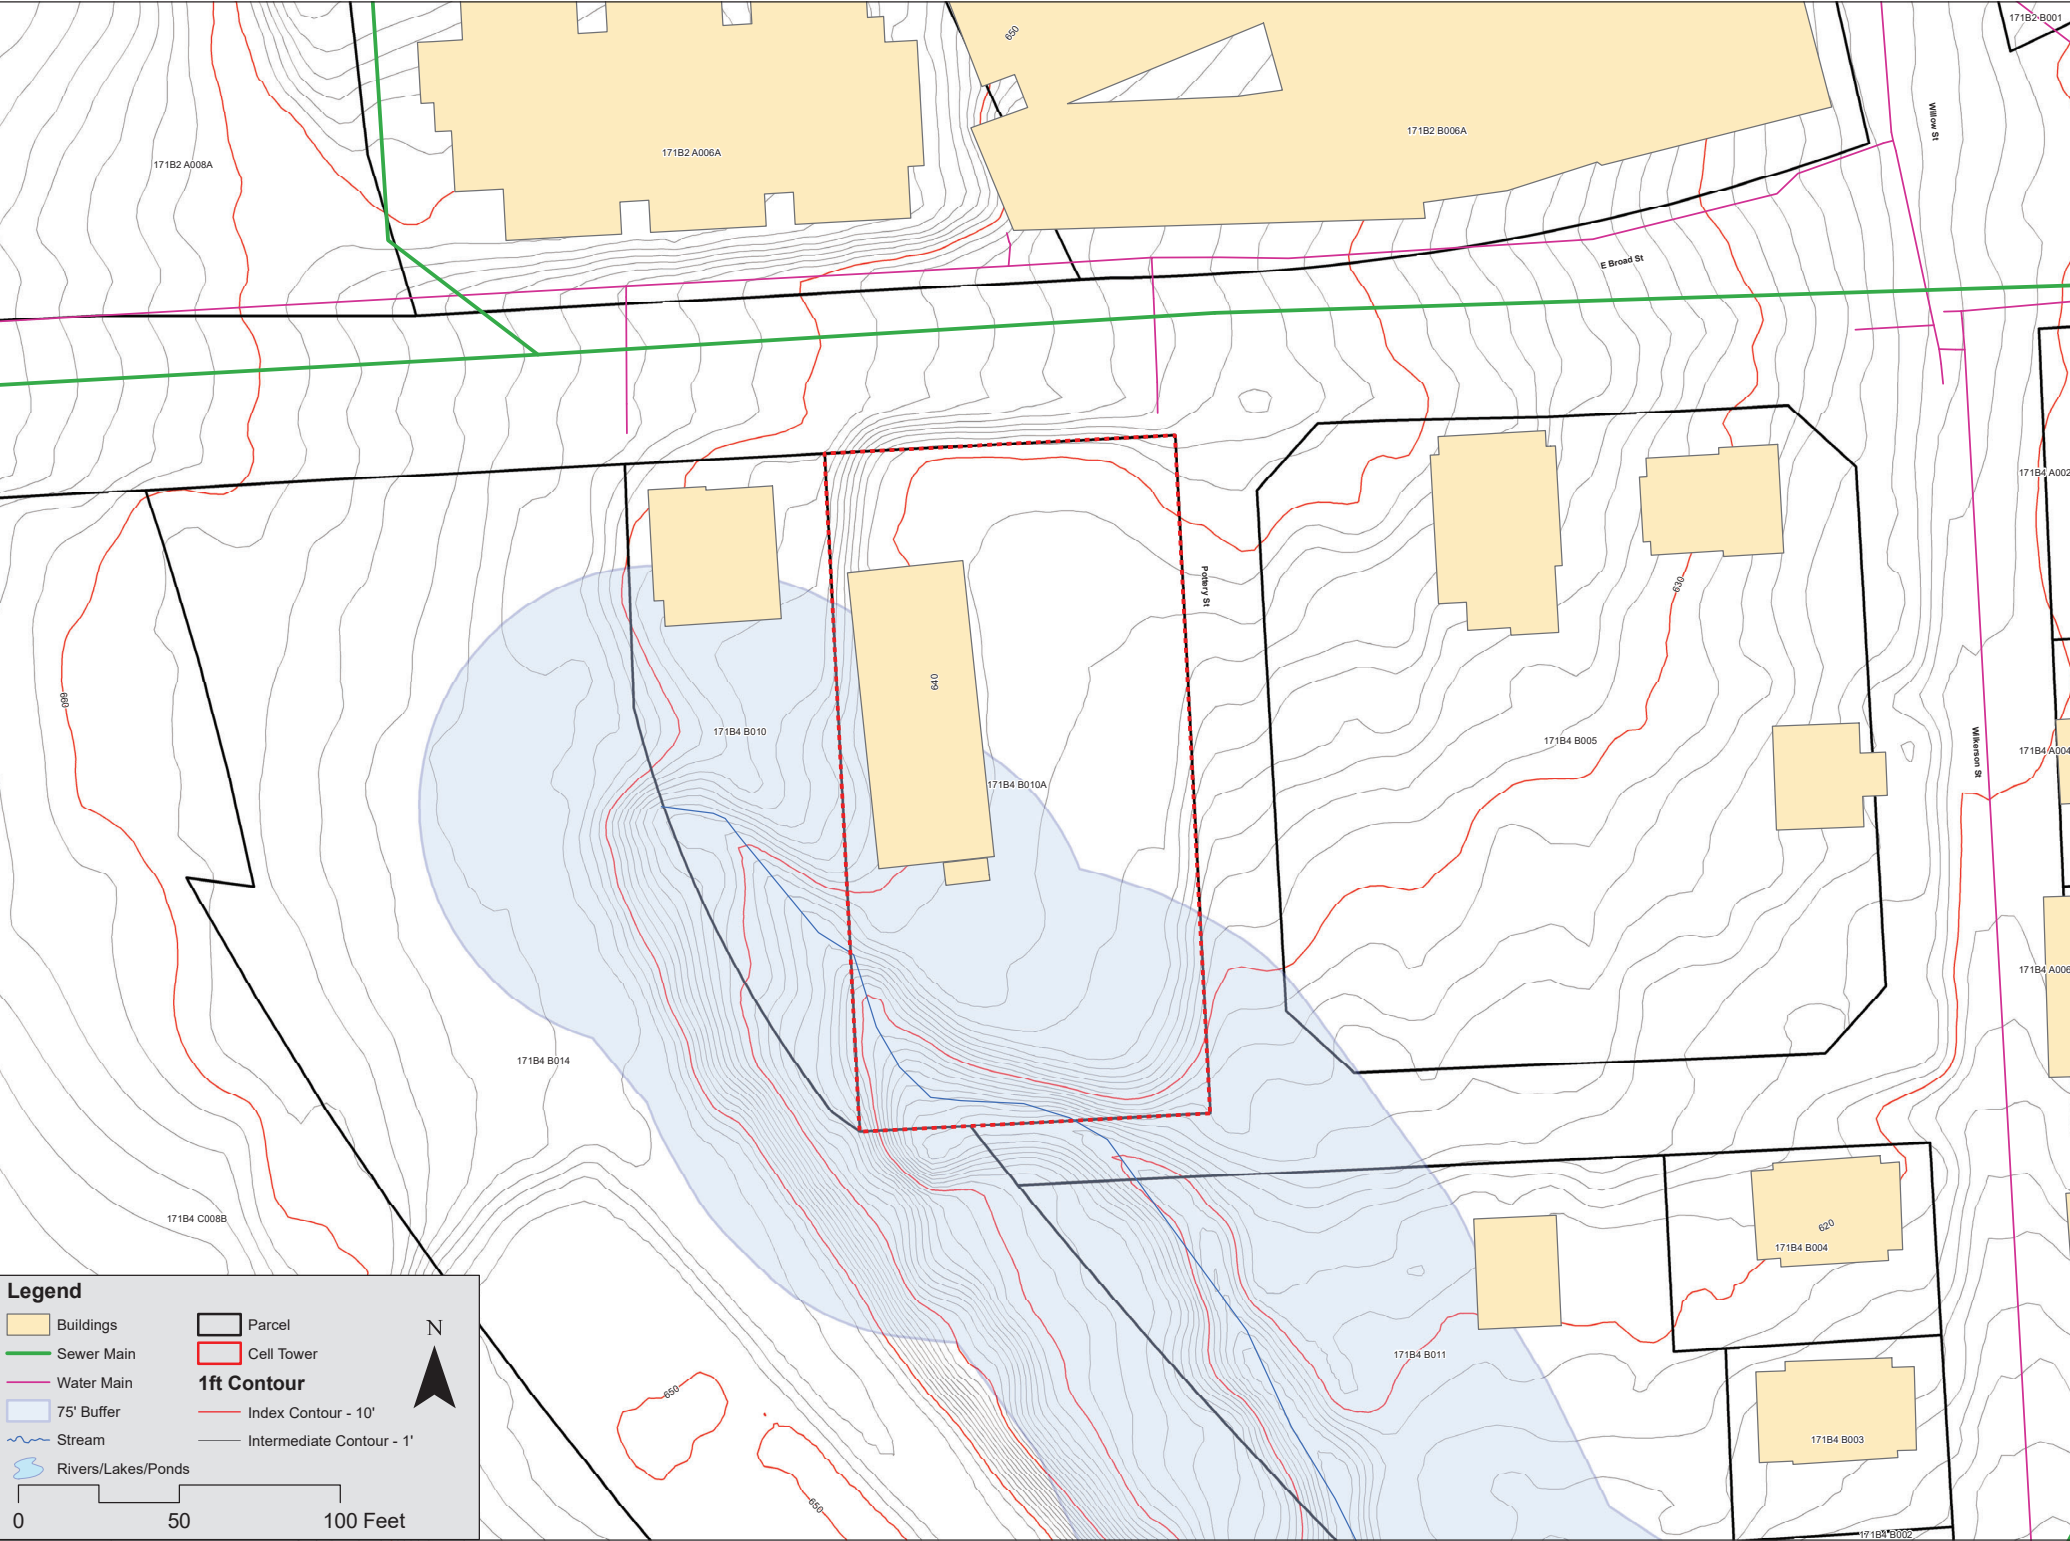 171B2 B001
650
Willow St
171B2 B006A
171B2 A006A
171B2 A008A
E Broad St
171B4 A002
Pottery St
630
640
660
171B4 B010
171B4 B005
Wilkerson St
171B4 A004
171B4 B010A
171B4 A006
171B4 B014
171B4 C008B
620
171B4 B004
171B4 B011
650
171B4 B003
650
171B4 B002
Legend
Buildings
Sewer Main
Water Main
75' Buffer
Stream
Rivers/Lakes/Ponds
Parcel
Cell Tower
1ft Contour
Index Contour - 10'
Intermediate Contour - 1'
N
0 50 100 Feet